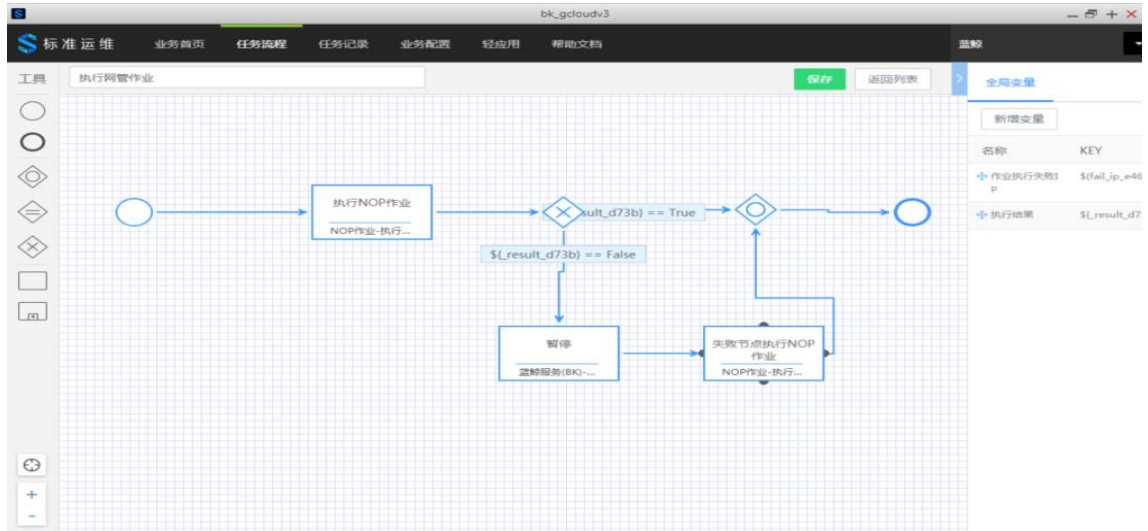 S
bk_gcloudv3
标准运维
业务首页
任务流程
任务记录
业务配置
轻应用
帮助文档
蓝鲸
工具
执行网管作业
保存
返回列表
全局变量
新增变量
名称 KEY
作业执行失败I
P
${fail_ip_e46
执行结果 ${_result_d7
执行NOP作业
NOP作业-执行...
sult_d73b} == True
${_result_d73b} == False
暂停
蓝鲸服务(BK)-...
失败节点执行NOP
作业
NOP作业-执行...